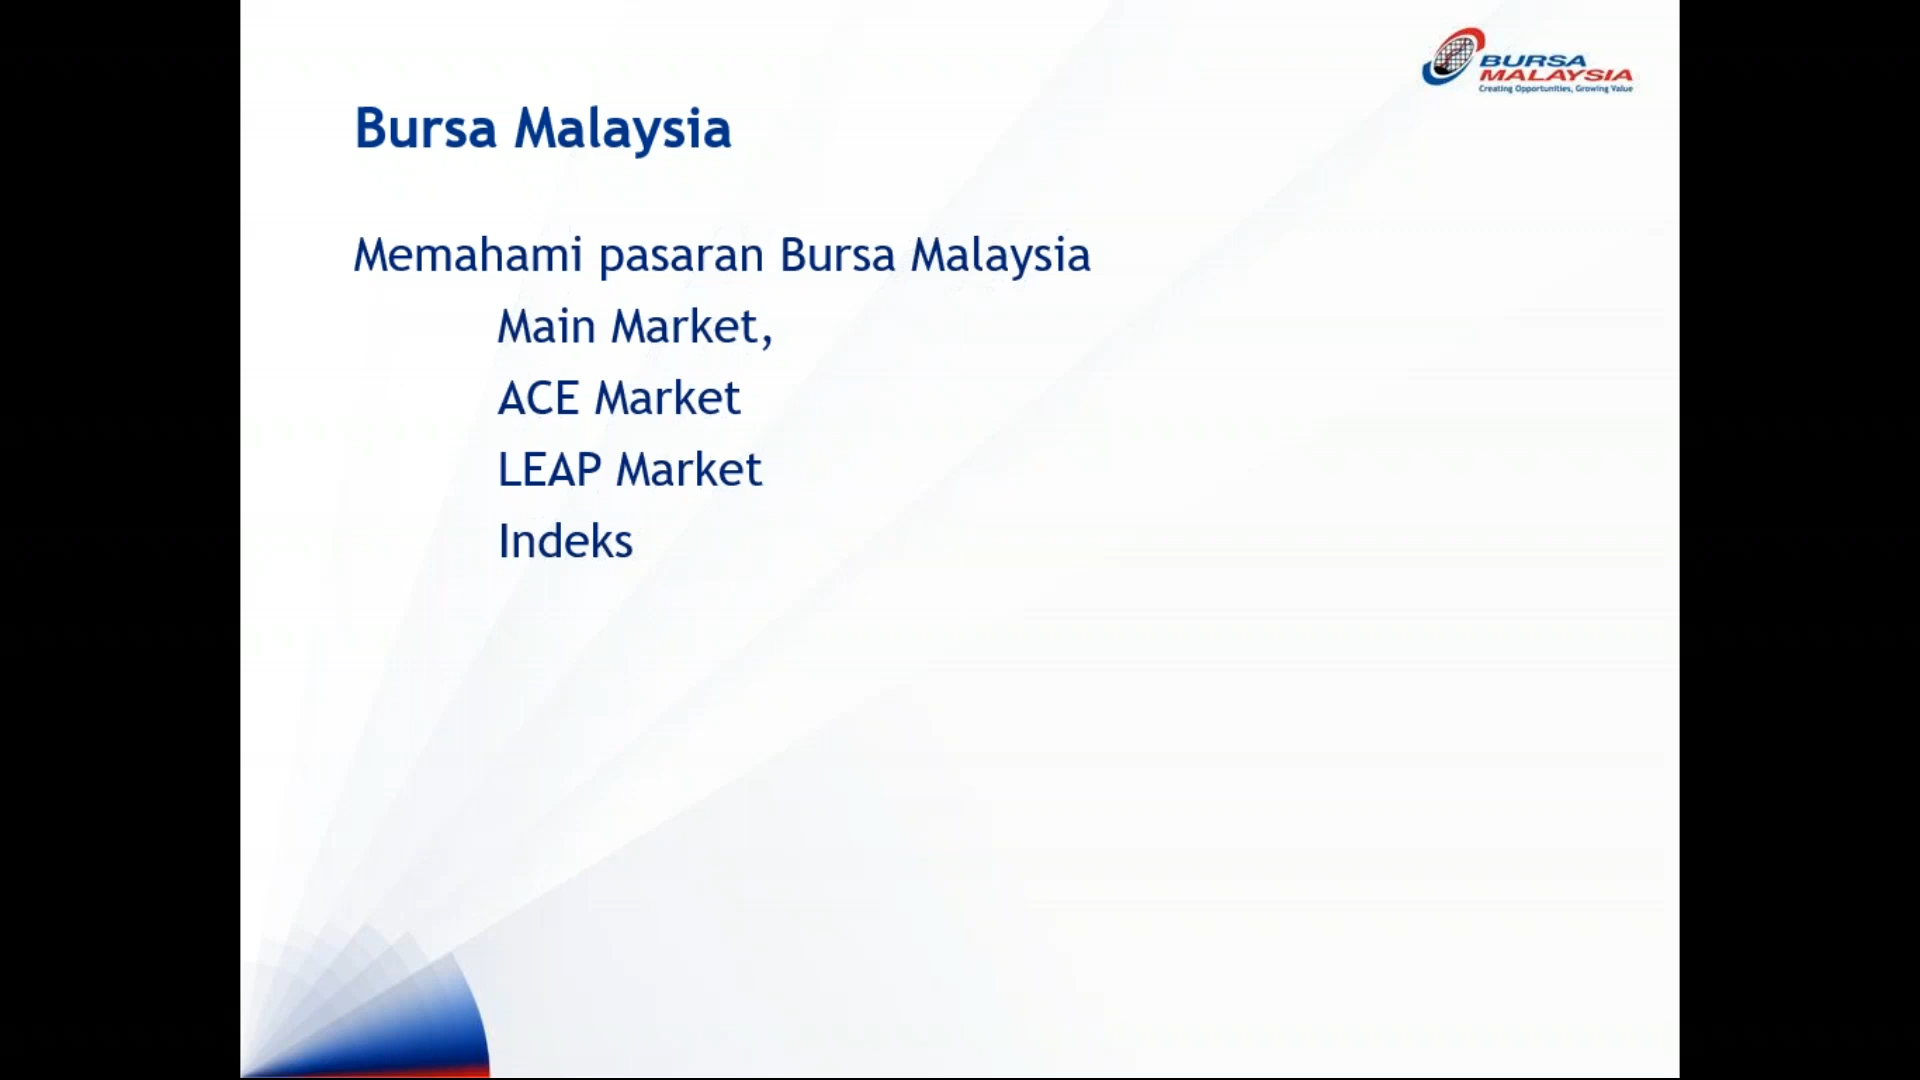 BURSA
MALAYSIA
Creating Opportunities, Growing Value
Bursa Malaysia
Memahami pasaran Bursa Malaysia
Main Market,
ACE Market
LEAP Market
Indeks